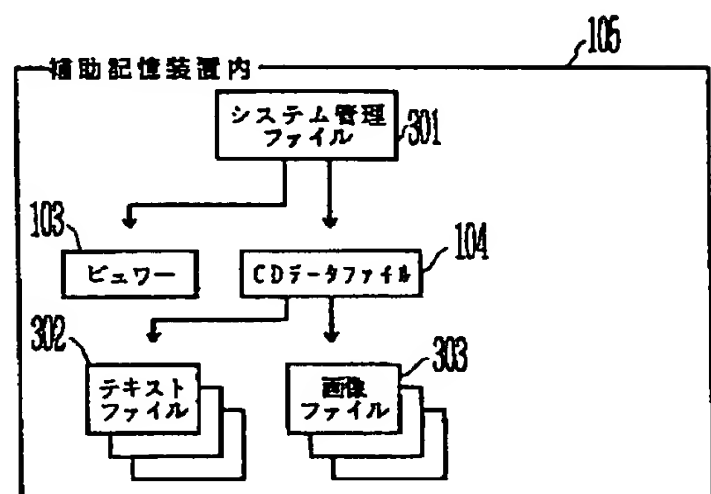 105
補助記憶装置内
システム管理
ファイル
301
103
ビュワー
CDデータファイル
104
302
テキスト
ファイル
画像
ファイル
303